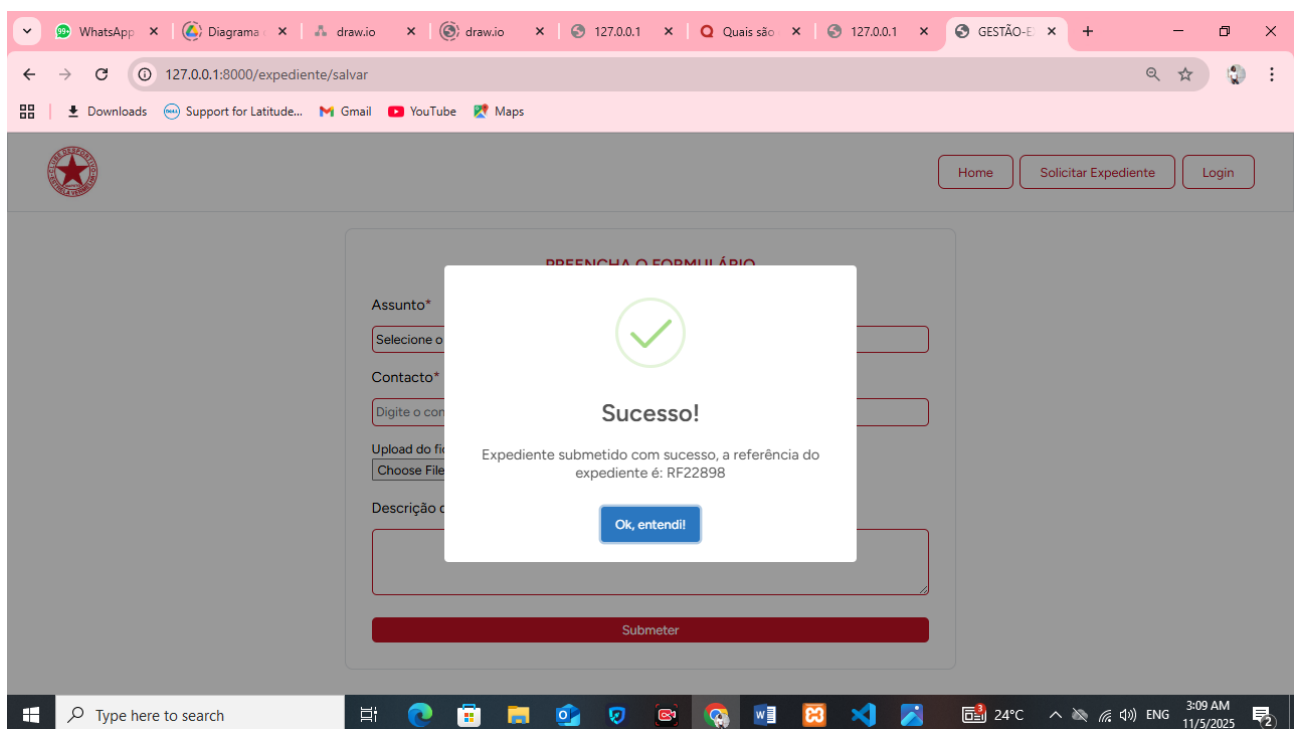 WhatsApp
Diagrama
draw.io
draw.io
127.0.0.1
Quais são
127.0.0.1
GESTÃO-E
127.0.0.1:8000/expediente/salvar
Downloads
Support for Latitude...
Gmail
YouTube
Maps
Home
Solicitar Expediente
Login
PREENCHA O FORMULÁRIO
Assunto*
Selecione o
Contacto*
Digite o con
Upload do fi
Choose File
Descrição
Sucesso!
Expediente submetido com sucesso, a referência do
expediente é: RF22898
Ok, entendi!
Submeter
Type here to search
24°C
ENG
3:09 AM
11/5/2025